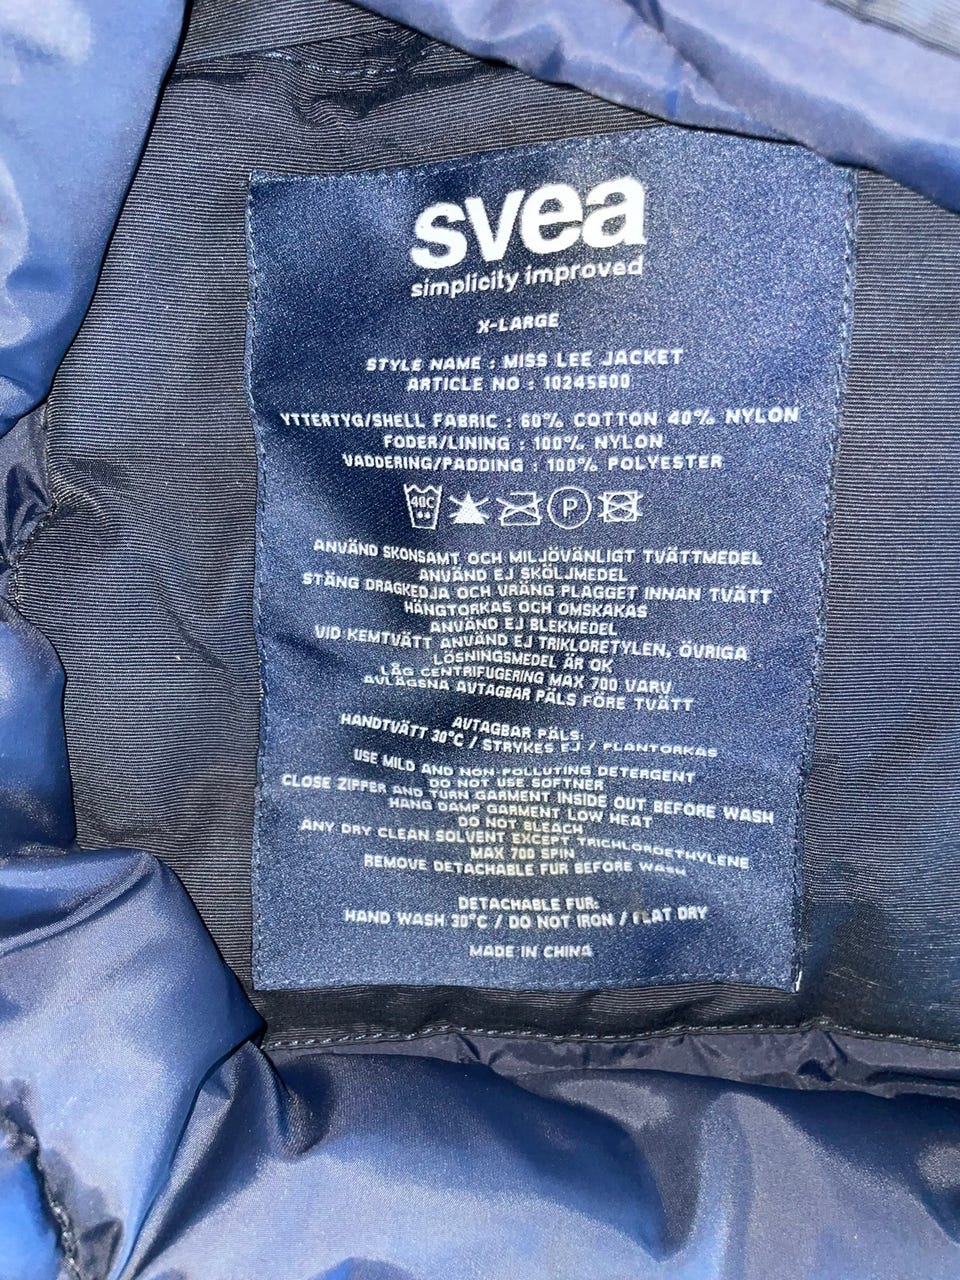 svea
simplicity improved
X-LARGE
STYLE NAME : MISS LEE JACKET
ARTICLE NO : 10245600
YTTERTYG/SHELL FABRIC : 60% COTTON 40% NYLON
FODER/LINING : 100% NYLON
VADDERING/PADDING : 100% POLYESTER
40C P
ANVÄND SKONSAMT OCH MILJÖVÄNLIGT TVÄTTMEDEL
ANVÄND EJ SKÖLJMEDEL
STÄNG DRAGKEDJA OCH VRÄNG PLAGGET INNAN TVÄTT
HÄNGTORKAS OCH OMSKAKAS
ANVÄND EJ BLEKMEDEL
VID KEMTVÄTT ANVÄND EJ TRIKLORETYLEN, ÖVRIGA
LÖSNINGSMEDEL ÄR OK
LÅG CENTRIFUGERING MAX 700 VARV
AVLÄGSNA AVTAGBAR PÄLS FÖRE TVÄTT
AVTAGBAR PÄLS:
HANDTVÄTT 30°C / STRYKES EJ / PLANTORKAS
USE MILD AND NON-POLLUTING DETERGENT
DO NOT USE SOFTNER
CLOSE ZIPPER AND TURN GARMENT INSIDE OUT BEFORE WASH
HANG DAMP GARMENT LOW HEAT
DO NOT BLEACH
ANY DRY CLEAN SOLVENT EXCEPT TRICHLOROETHYLENE
MAX 700 SPIN
REMOVE DETACHABLE FUR BEFORE WASH
DETACHABLE FUR:
HAND WASH 30°C / DO NOT IRON / FLAT DRY
MADE IN CHINA